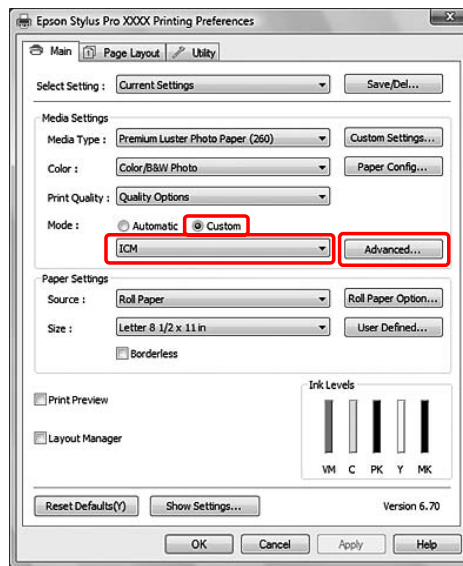 Epson Stylus Pro XXXX Printing Preferences
Main Page Layout Utility
Select Setting : Current Settings Save/Del...
Media Settings
Media Type : Premium Luster Photo Paper (260) Custom Settings...
Color : Color/B&W Photo Paper Config...
Print Quality : Quality Options
Mode : Automatic Custom
ICM Advanced...
Paper Settings
Source : Roll Paper Roll Paper Option...
Size : Letter 8 1/2 x 11 in User Defined...
Borderless
Print Preview
Layout Manager
Ink Levels
VM C PK Y MK
Reset Defaults(Y) Show Settings... Version 6.70
OK Cancel Apply Help